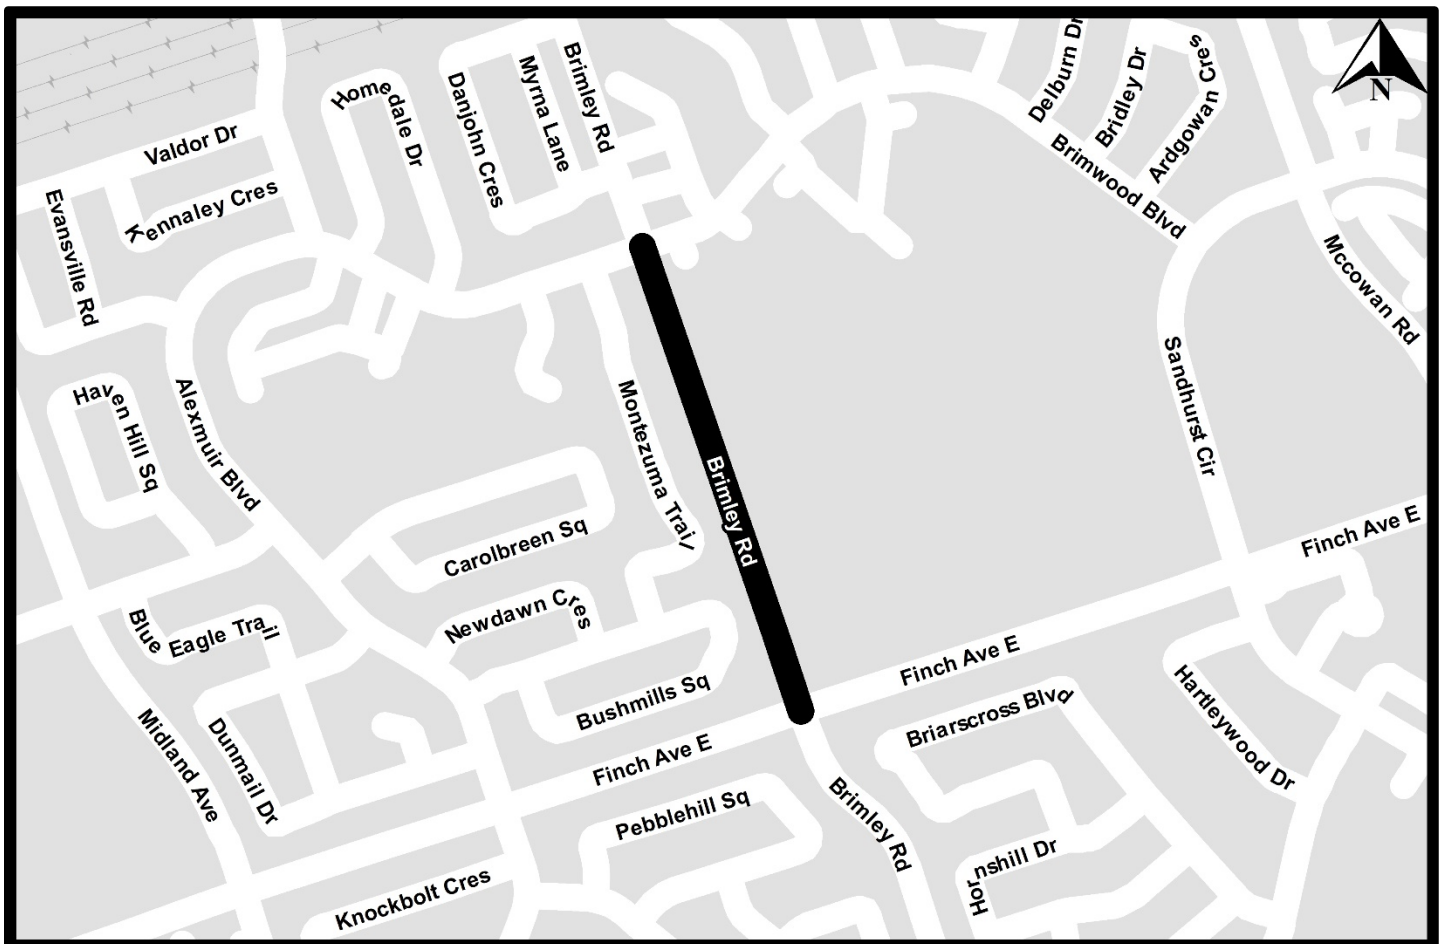 Delburn Dr
Bridley Dr
Ardgowan Cres
N
Brimley Rd
Myrna Lane
Danjohn Cres
Homedale Dr
Valdor Dr
Kennaley Cres
Evansville Rd
Brimwood Blvd
Mccowan Rd
Sandhurst Cir
Haven Hill Sq
Alexmuir Blvd
Montezuma Trail
Brimley Rd
Carolbreen Sq
Finch Ave E
Newdawn Cres
Blue Eagle Trail
Finch Ave E
Bushmills Sq
Briarscross Blvd
Hartleywood Dr
Midland Ave
Dunmail Dr
Finch Ave E
Pebblehill Sq
Brimley Rd
Hornshill Dr
Knockbolt Cres